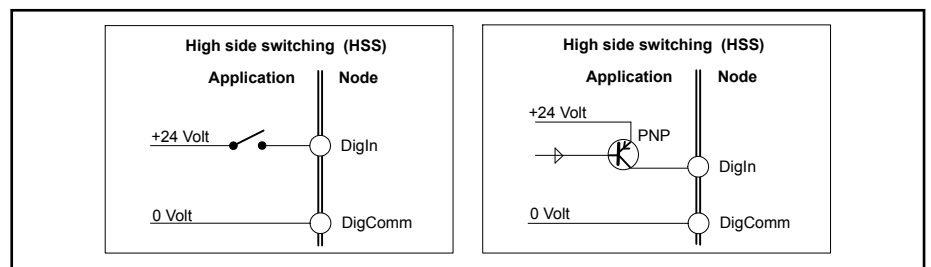 High side switching (HSS)
Application Node
+24 Volt
DigIn
0 Volt
DigComm
High side switching (HSS)
Application Node
+24 Volt
PNP
DigIn
0 Volt
DigComm